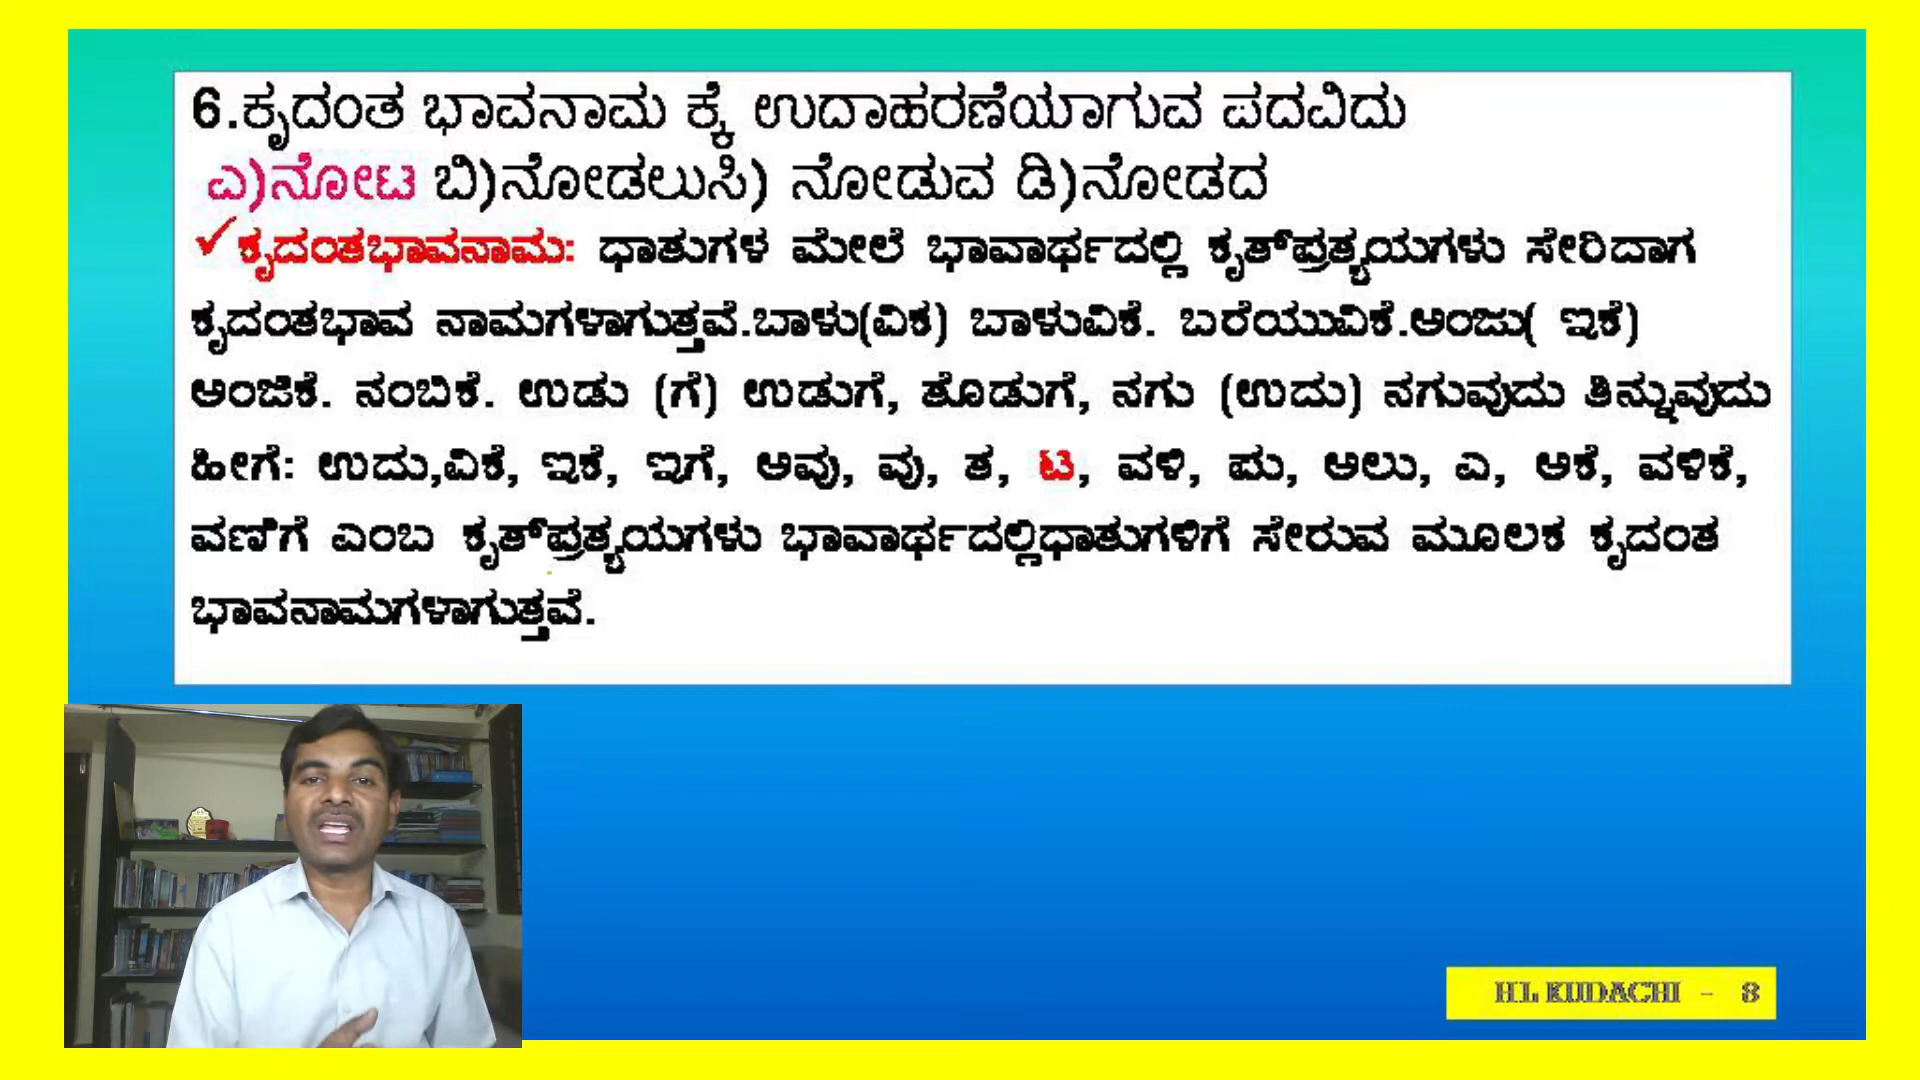 6.ಕೃದಂತ ಭಾವನಾಮ ಕ್ಕೆ ಉದಾಹರಣೆಯಾಗುವ ಪದವಿದು
ಎ)ನೋಟ ಬಿ)ನೋಡಲುಸಿ) ನೋಡುವ ಡಿ)ನೋಡದ
✓ಕೃದಂತಭಾವನಾಮ: ಧಾತುಗಳ ಮೇಲೆ ಭಾವಾರ್ಥದಲ್ಲಿ ಕೃತ್‌ಪ್ರತ್ಯಯಗಳು ಸೇರಿದಾಗ
ಕೃದಂತಭಾವ ನಾಮಗಳಾಗುತ್ತವೆ.ಬಾಳು(ವಿಕ) ಬಾಳುವಿಕೆ. ಬರೆಯುವಿಕೆ.ಅಂಜು( ಇಕೆ)
ಅಂಜಿಕೆ. ನಂಬಿಕೆ. ಉಡು (ಗೆ) ಉಡುಗೆ, ತೊಡುಗೆ, ನಗು (ಉದು) ನಗುವುದು ತಿನ್ನುವುದು
ಹೀಗೆ: ಉದು,ವಿಕೆ, ಇಕೆ, ಇಗೆ, ಅವು, ವು, ತ, ಟ, ವಳಿ, ಪು, ಅಲು, ಎ, ಅಕೆ, ವಳಿಕೆ,
ವಣಿಗೆ ಎಂಬ ಕೃತ್‌ಪ್ರತ್ಯಯಗಳು ಭಾವಾರ್ಥದಲ್ಲಿಧಾತುಗಳಿಗೆ ಸೇರುವ ಮೂಲಕ ಕೃದಂತ
ಭಾವನಾಮಗಳಾಗುತ್ತವೆ.
HL KUDACHI - 8